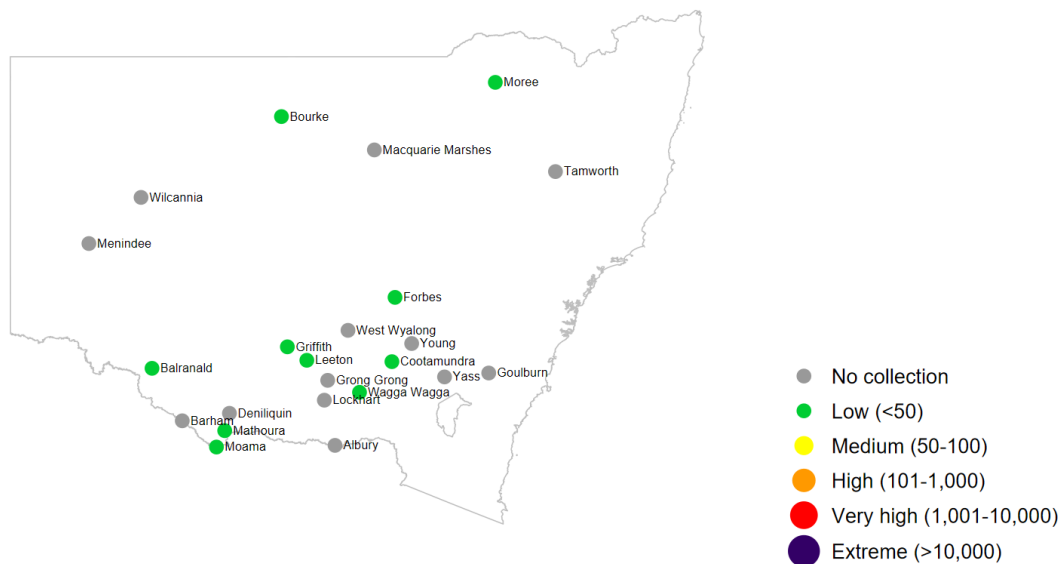 Moree
Bourke
Macquarie Marshes
Tamworth
Wilcannia
Menindee
Forbes
West Wyalong
Young
Griffith
Leeton
Cootamundra
Balranald
Goulburn
Yass
Grong Grong
Wagga Wagga
Lockhart
Deniliquin
Barham
Mathoura
Moama
Albury
No collection
Low (<50)
Medium (50-100)
High (101-1,000)
Very high (1,001-10,000)
Extreme (>10,000)